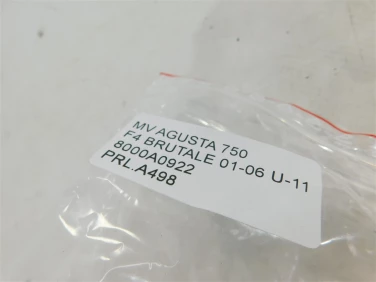 MV AGUSTA 750
F4 BRUTALE 01-06 U-11
8000A0922
PRL.A498